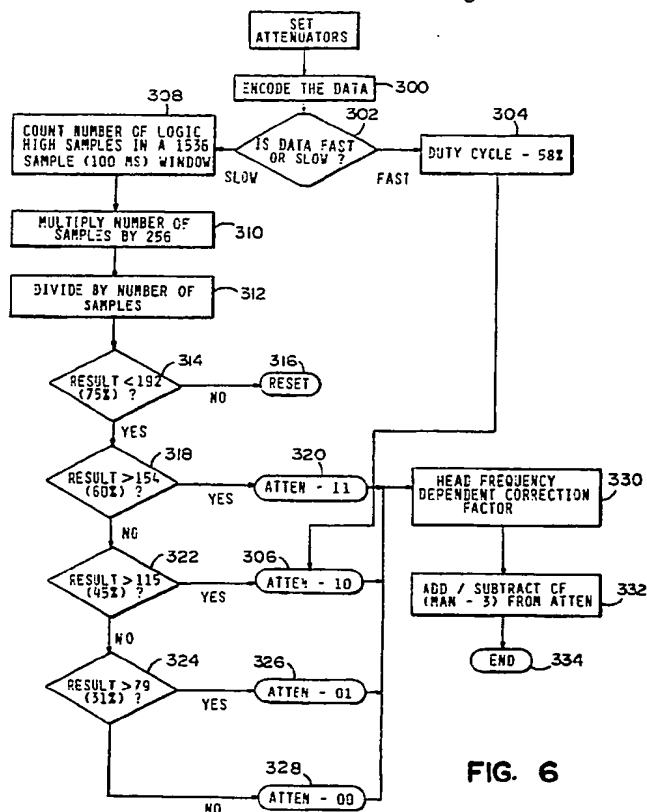 SET
ATTENUATORS
ENCODE THE DATA
300
302
IS DATA FAST
OR SLOW ?
SLOW
FAST
304
DUTY CYCLE - 58%
308
COUNT NUMBER OF LOGIC
HIGH SAMPLES IN A 1536
SAMPLE (100 MS) WINDOW
MULTIPLY NUMBER OF
SAMPLES BY 256
310
DIVIDE BY NUMBER OF
SAMPLES
312
314
RESULT < 192
(75%) ?
NO
316
RESET
YES
318
RESULT > 154
(60%) ?
YES
320
ATTEN - 11
NO
322
RESULT > 115
(45%) ?
YES
306
ATTEN - 10
NO
324
RESULT > 79
(31%) ?
YES
326
ATTEN - 01
NO
328
ATTEN - 00
HEAD FREQUENCY
DEPENDENT CORRECTION
FACTOR
330
ADD / SUBTRACT CF
(MAN - 3) FROM ATTEN
332
END
334
FIG. 6